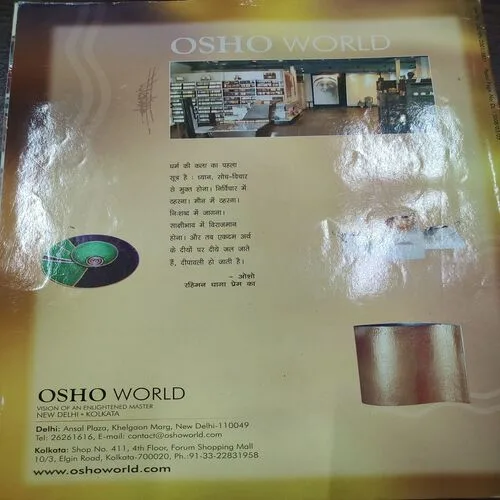 OSHO WORLD
धर्म की कला का पहला
सूत्र है : ध्यान, सोच-विचार
से मुक्त होना। निर्विचार में
ठहरना। मौन में ठहरना।
निःशब्द में जागना।
साक्षीभाव में विराजमान
होना। और तब एकदम अर्थ
के दीयों पर दीये जल जाते
हैं, दीपावली हो जाती है।
- ओशो
रहिमन धागा प्रेम का
OSHO WORLD
VISION OF AN ENLIGHTENED MASTER
NEW DELHI • KOLKATA
Delhi: Ansal Plaza, Khelgaon Marg, New Delhi-110049
Tel: 26261616, E-mail: contact@oshoworld.com
Kolkata: Shop No. 411, 4th Floor, Forum Shopping Mall
10/3, Elgin Road, Kolkata-700020, Ph.:91-33-22831958
www.oshoworld.com